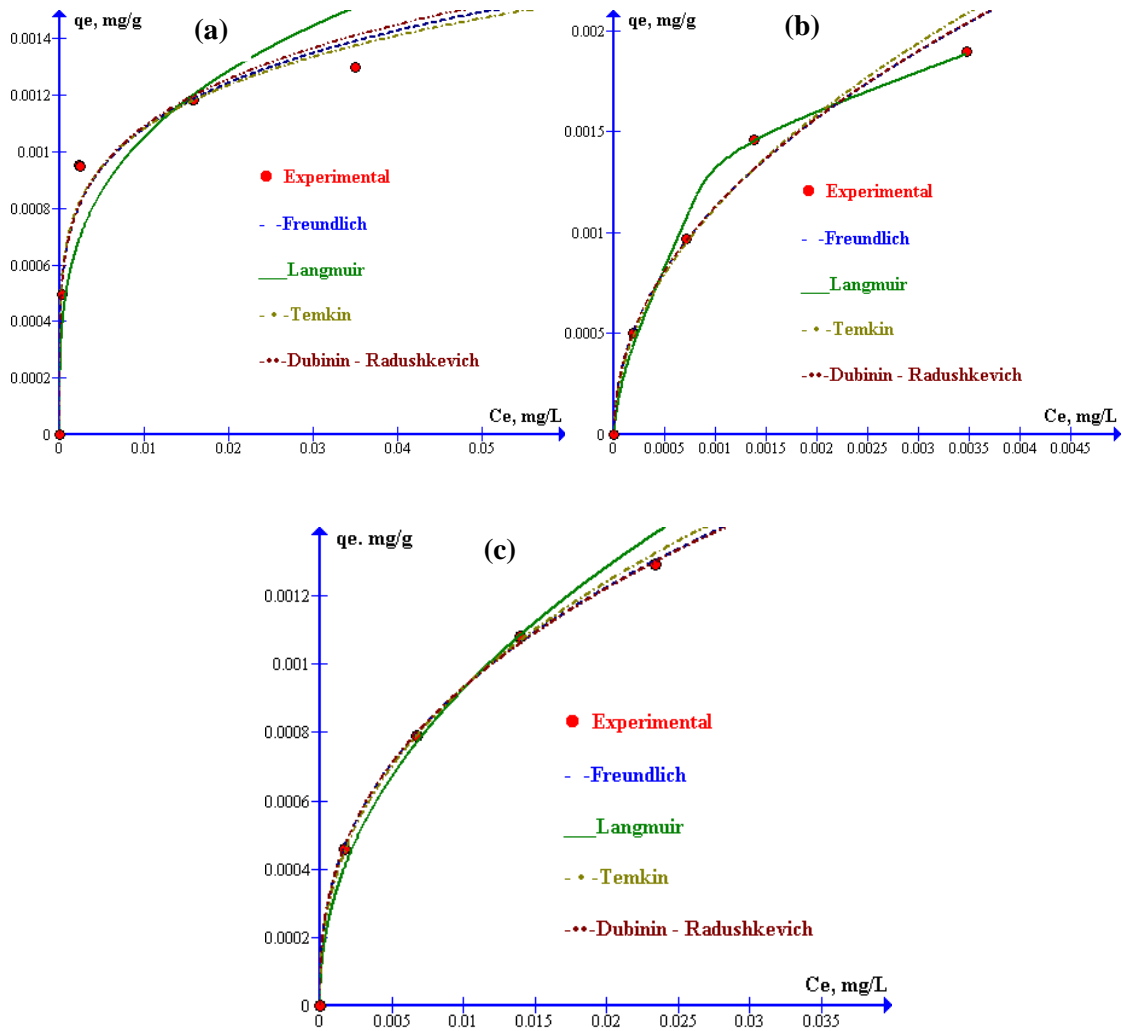 qe, mg/g
(a)
0.0014
0.0012
0.001
0.0008
0.0006
0.0004
0.0002
0
Experimental
- -Freundlich
___Langmuir
- • -Temkin
-••-Dubinin - Radushkevich
Ce, mg/L
0 0.01 0.02 0.03 0.04 0.05
qe, mg/g
(b)
0.002
0.0015
0.001
0.0005
0
Experimental
- -Freundlich
___Langmuir
- • -Temkin
-••-Dubinin - Radushkevich
Ce, mg/L
0 0.0005 0.001 0.0015 0.002 0.0025 0.003 0.0035 0.004 0.0045
qe. mg/g
(c)
0.0012
0.001
0.0008
0.0006
0.0004
0.0002
0
Experimental
- -Freundlich
___Langmuir
- • -Temkin
-••-Dubinin - Radushkevich
Ce, mg/L
0 0.005 0.01 0.015 0.02 0.025 0.03 0.035